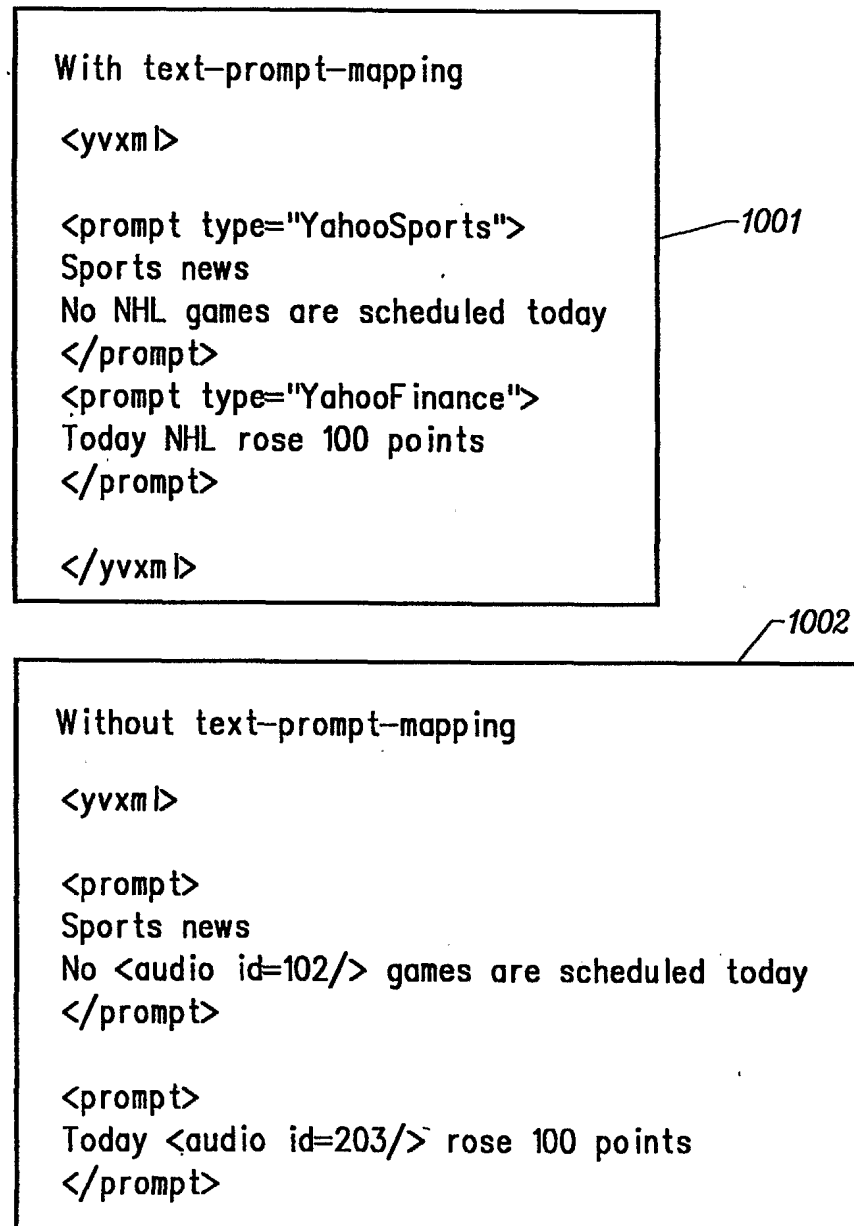 With text-prompt-mapping
<yvxml>
<prompt type="YahooSports">
1001
Sports news
No NHL games are scheduled today
</prompt>
<prompt type="YahooFinance">
Today NHL rose 100 points
</prompt>
</yvxml>
1002
Without text-prompt-mapping
<yvxml>
<prompt>
Sports news
No <audio id=102/> games are scheduled today
</prompt>
<prompt>
Today <audio id=203/> rose 100 points
</prompt>